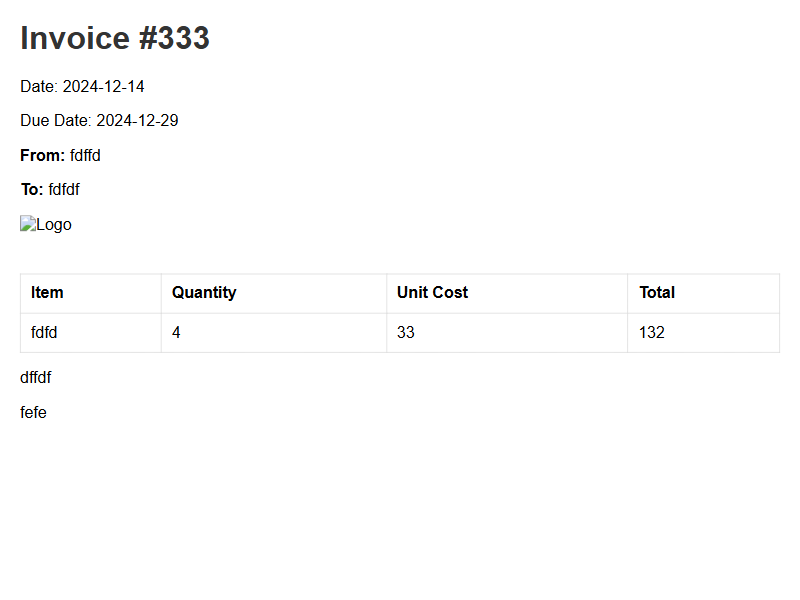 Invoice #333
Date: 2024-12-14
Due Date: 2024-12-29
From: fdffd
To: fdfdf
Logo
Item Quantity Unit Cost Total
fdfd 4 33 132
dffdf
fefe